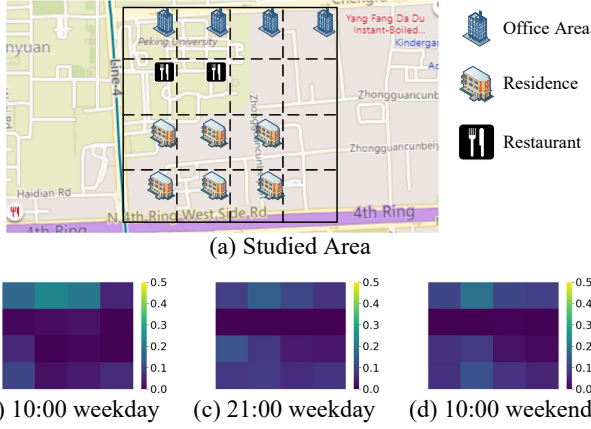 Yang Fang Da Du
Instant-Boiled...
Peking University
nyuan
Kinderga
Line 4
Zhongguancunb
Zhongguancunbeiy
Haidian Rd
N 4th-Ring West Side Rd
4th Ring
4th Ring
Office Area
Residence
Restaurant
(a) Studied Area
0.5
0.4
0.3
0.2
0.1
0.0
0.5
0.4
0.3
0.2
0.1
0.0
0.5
0.4
0.3
0.2
0.1
0.0
) 10:00 weekday
(c) 21:00 weekday
(d) 10:00 weekend